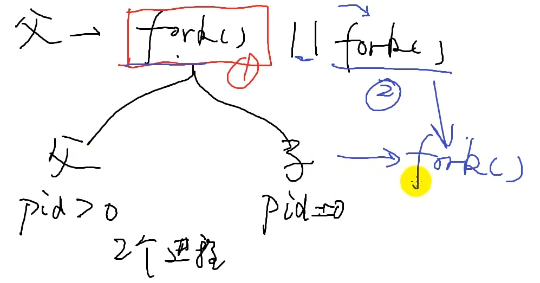 父 → fork() || fork()
① ②
父 子 → fork()
pid>0 pid==0
2个进程